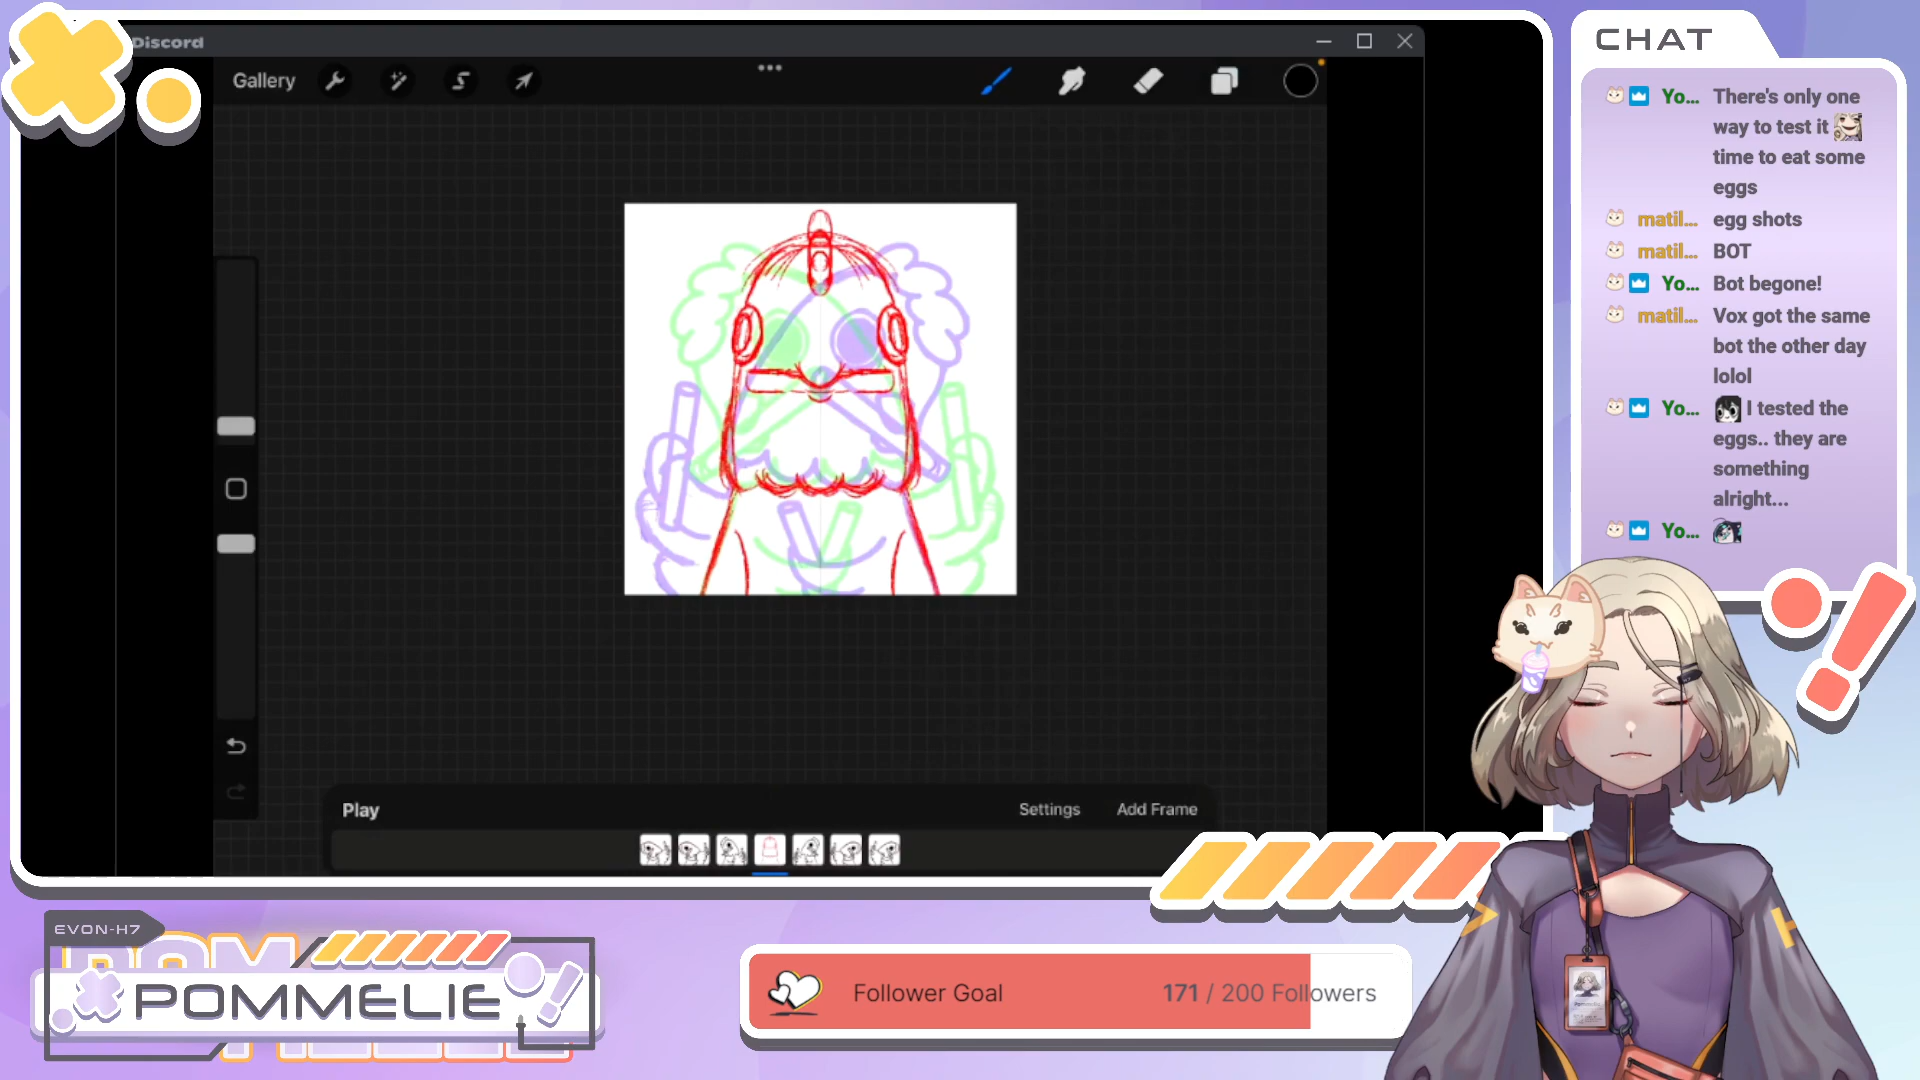 Discord
Gallery
Play
Settings
Add Frame
CHAT
Yo... There's only one
way to test it
time to eat some
eggs
matil... egg shots
matil... BOT
Yo... Bot begone!
matil... Vox got the same
bot the other day
lolol
Yo... I tested the
eggs.. they are
something
alright...
Yo...
EVON-H7
POMMELIE
Follower Goal
171 / 200 Followers